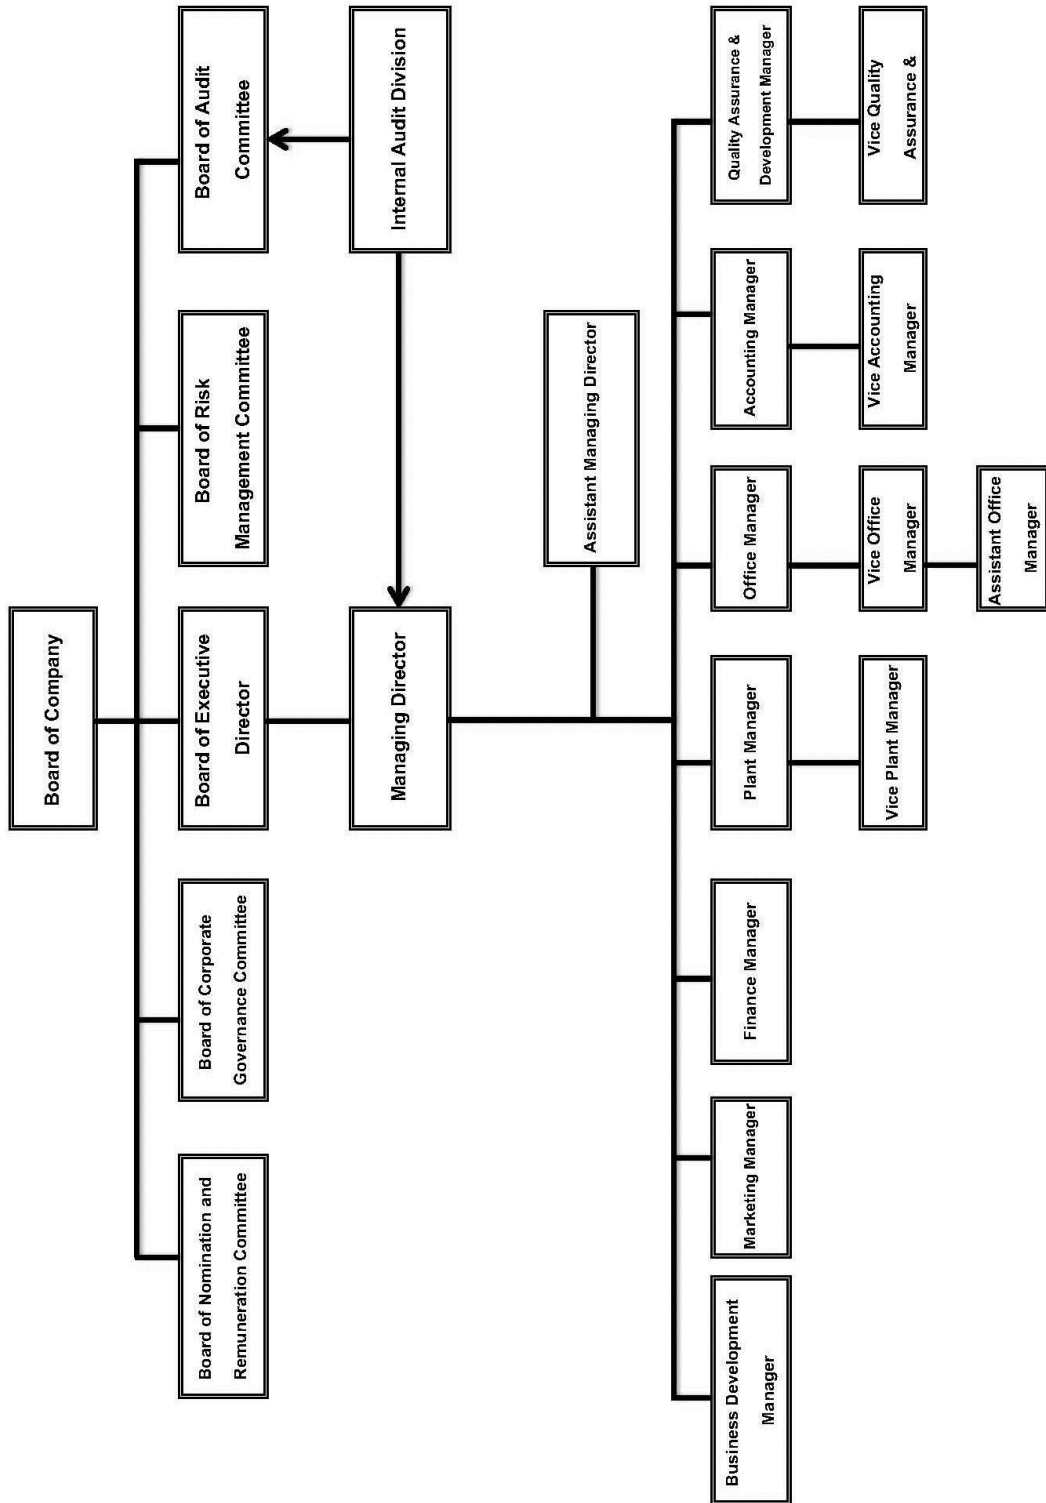 Board of Company
Board of Nomination and
Remuneration Committee
Board of Corporate
Governance Committee
Board of Executive
Director
Board of Risk
Management Committee
Board of Audit
Committee
Managing Director
Internal Audit Division
Assistant Managing Director
Business Development
Manager
Marketing Manager
Finance Manager
Plant Manager
Office Manager
Accounting Manager
Quality Assurance &
Development Manager
Vice Plant Manager
Vice Office
Manager
Vice Accounting
Manager
Vice Quality
Assurance &
Assistant Office
Manager